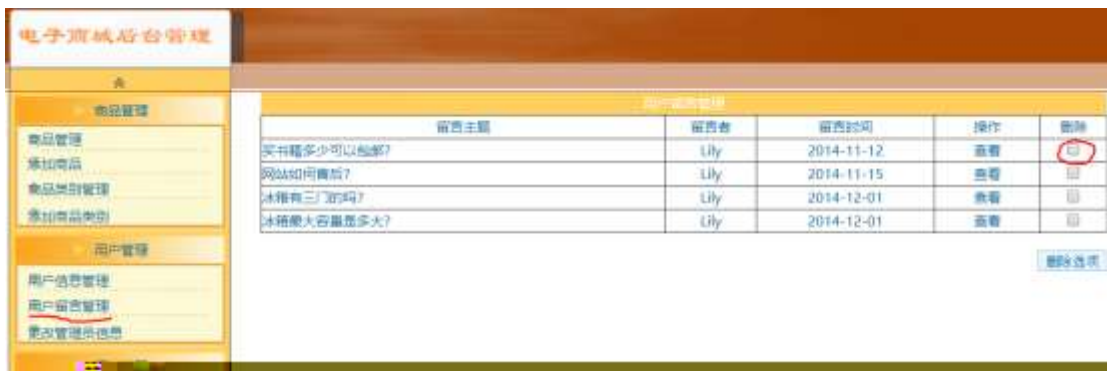 电子商城后台管理
商品管理
商品管理
添加商品
商品类别管理
添加商品类别
用户管理
用户信息管理
用户留言管理
更改管理员信息
用户留言管理
留言主题 留言者 留言时间 操作 删除
买书籍多少可以包邮? Lily 2014-11-12 查看
网站如何售后? Lily 2014-11-15 查看
冰箱有三门的吗? Lily 2014-12-01 查看
冰箱最大容量是多大? Lily 2014-12-01 查看
删除选项